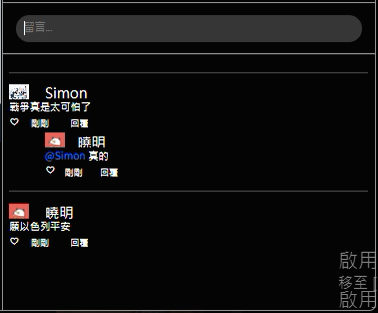 留言...
Simon
戰爭真是太可怕了
剛剛 回覆
曉明
@Simon 真的
剛剛 回覆
曉明
願以色列平安
剛剛 回覆
啟用
移至
啟用